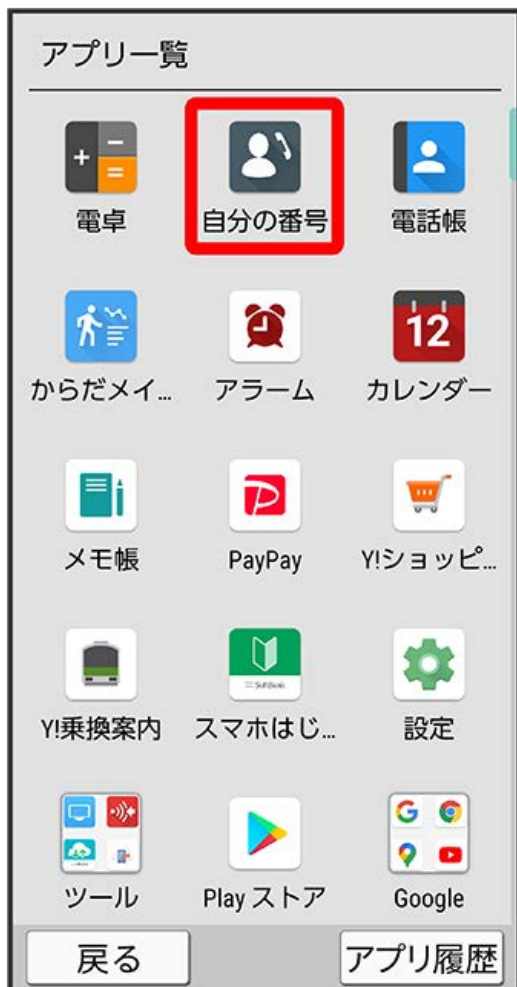 アプリ一覧
電卓
自分の番号
電話帳
からだメイ...
アラーム
12
カレンダー
メモ帳
PayPay
Y!ショッピ...
Y!乗換案内
SoftBank
スマホはじ...
設定
ツール
Play ストア
Google
戻る
アプリ履歴